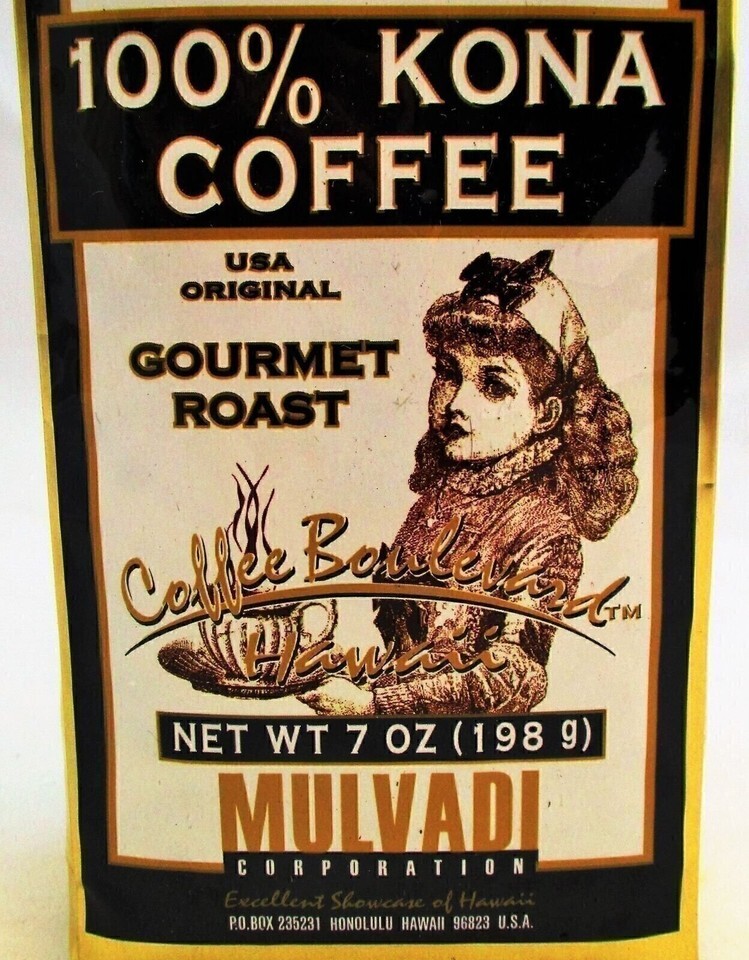 100% KONA
COFFEE
USA
ORIGINAL
GOURMET
ROAST
Coffee Boulevard™
Hawaii
NET WT 7 OZ (198 g)
MULVADI
CORPORATION
Excellent Showcase of Hawaii
P.O.BOX 235231 HONOLULU HAWAII 96823 U.S.A.